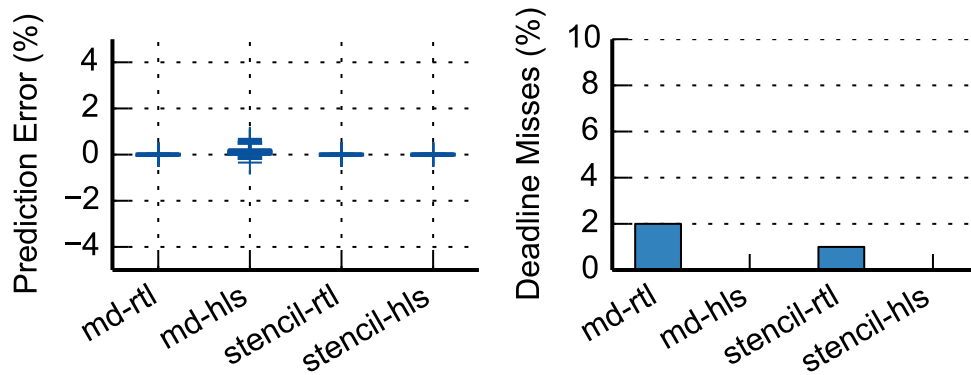 Prediction Error (%)
4
2
0
−2
−4
md-rtl
md-hls
stencil-rtl
stencil-hls
Deadline Misses (%)
10
8
6
4
2
0
md-rtl
md-hls
stencil-rtl
stencil-hls